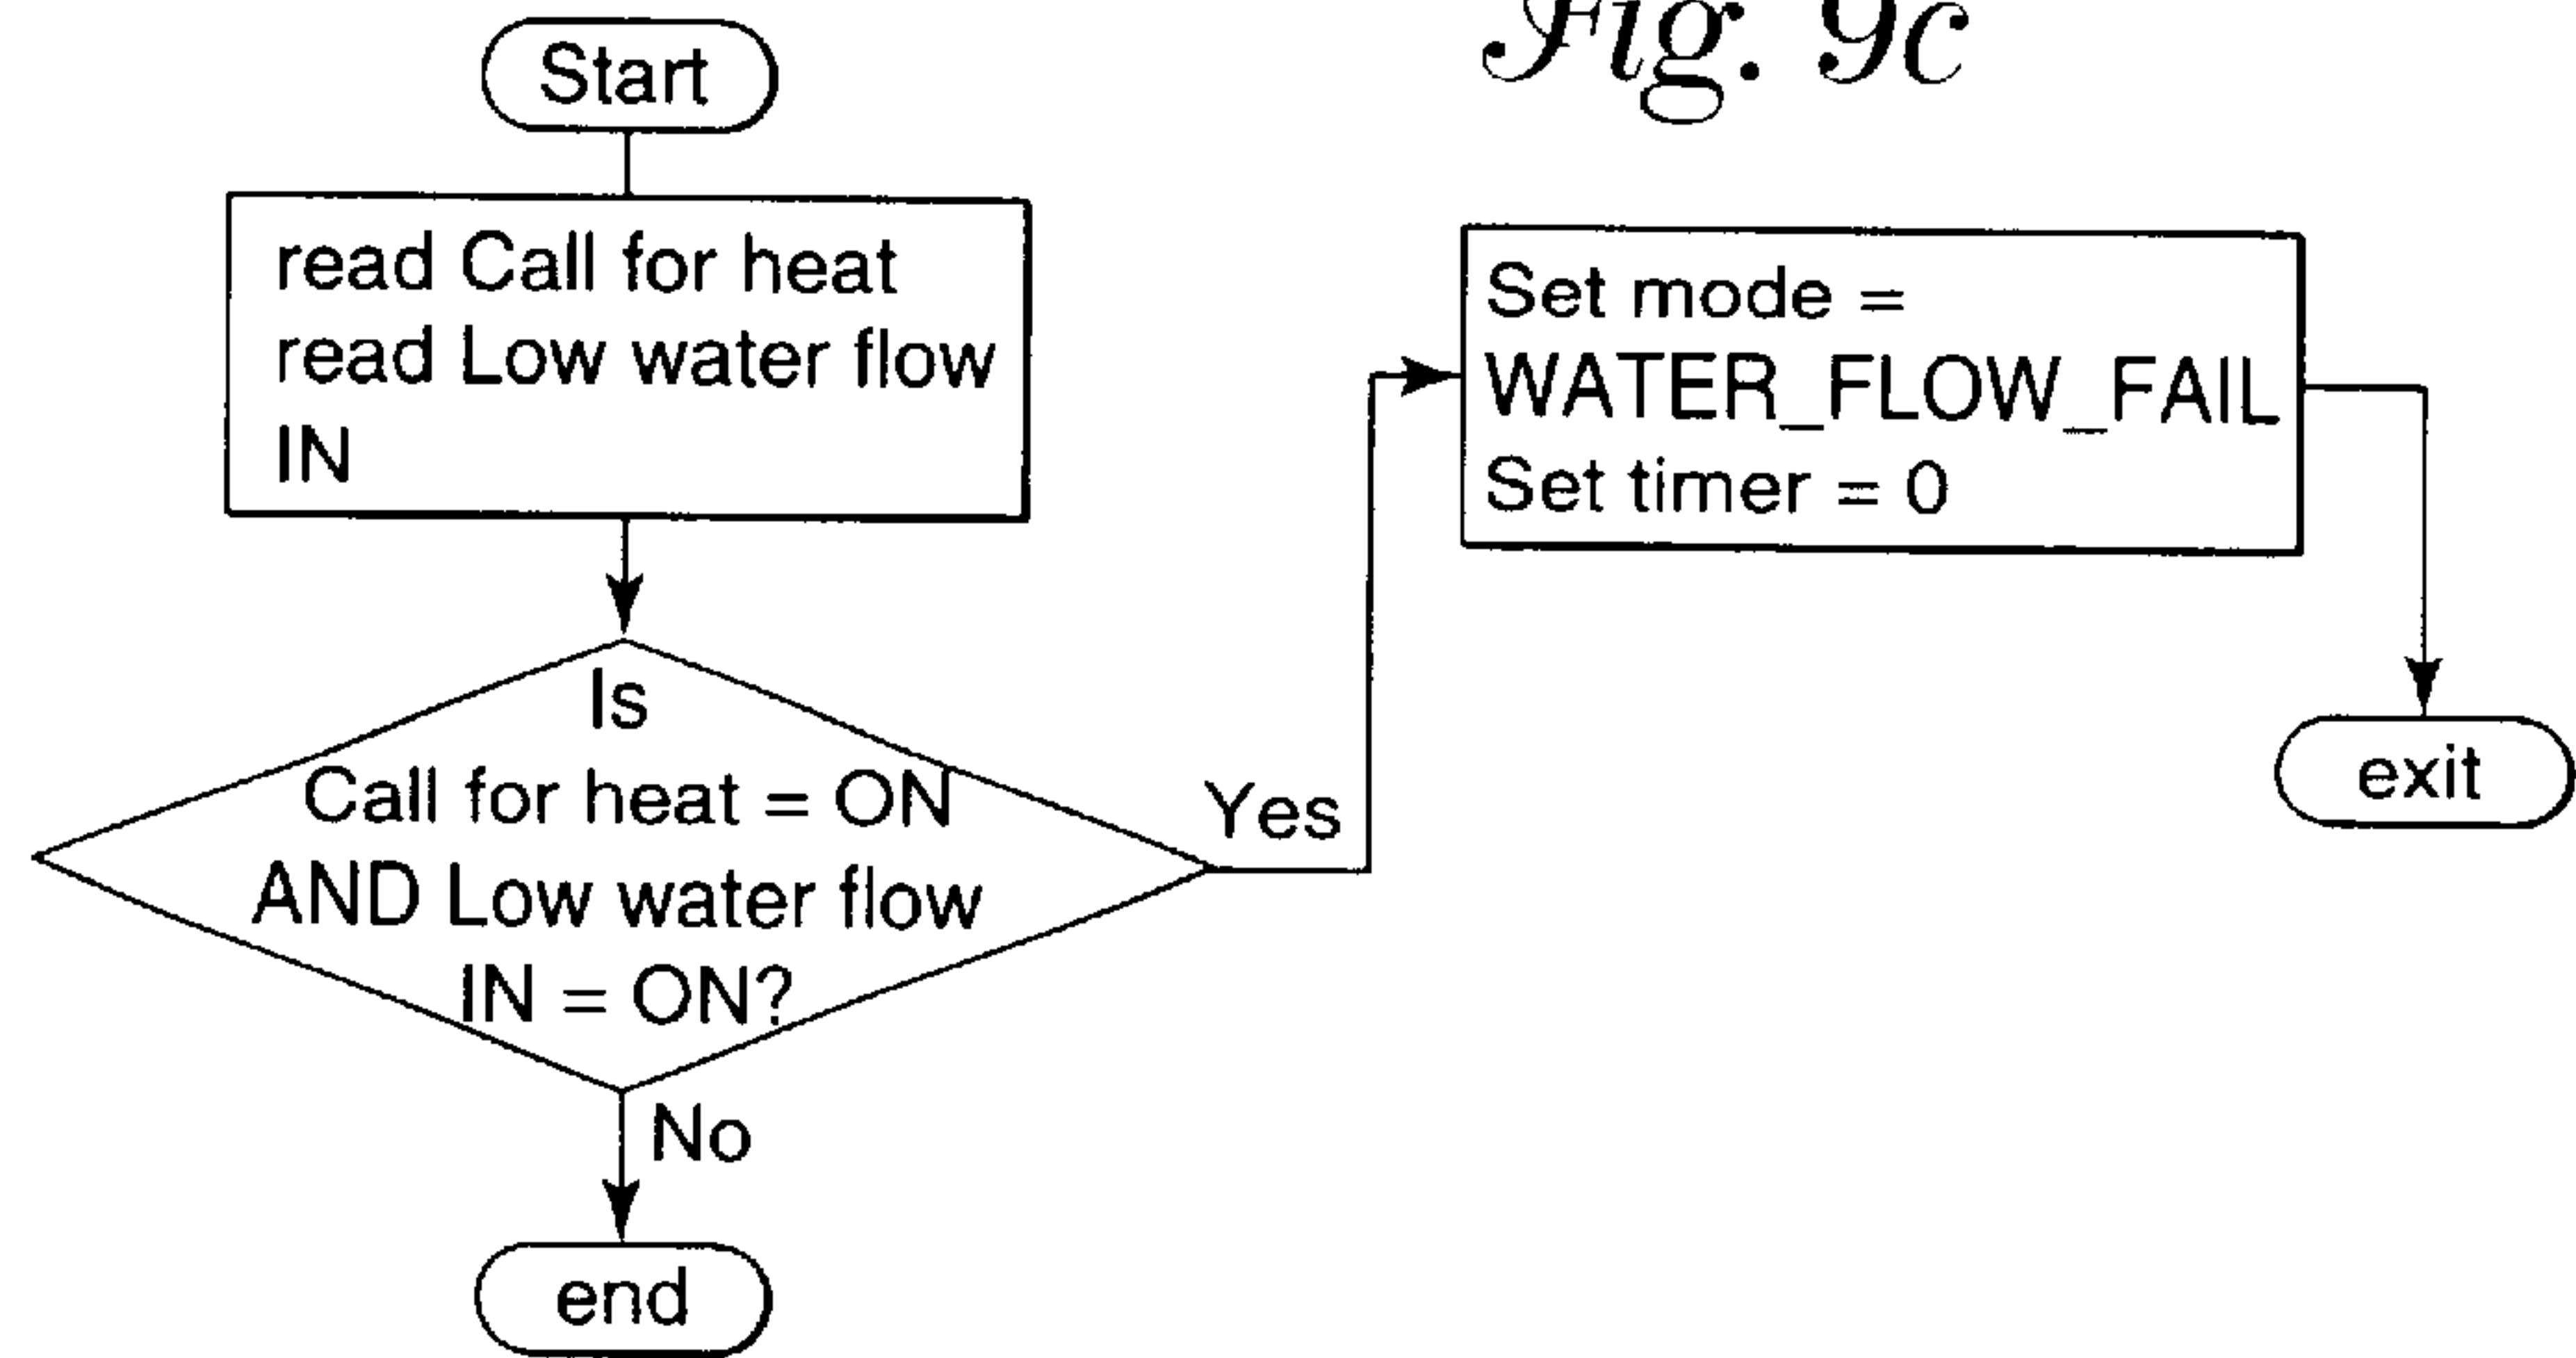 Fig. 9c
Start
read Call for heat
read Low water flow
IN
Is
Call for heat = ON
AND Low water flow
IN = ON?
Yes
No
end
Set mode =
WATER_FLOW_FAIL
Set timer = 0
exit